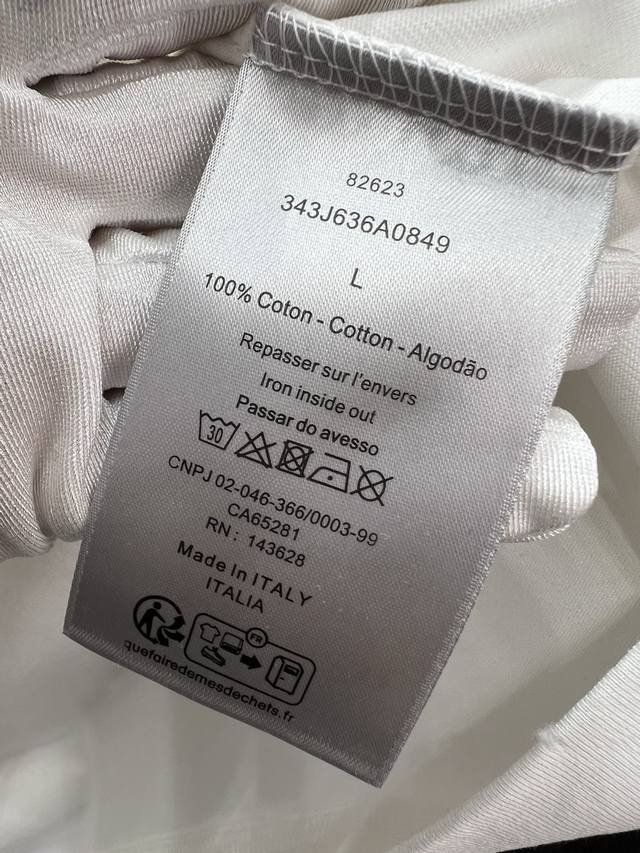 82623
343J636A0849
L
100% Coton - Cotton - Algodão
Repasser sur l'envers
Iron inside out
Passar do avesso
30
CNPJ 02-046-366/0003-99
CA65281
RN : 143628
Made In ITALY
ITALIA
FR
quefairedemesdechets.fr